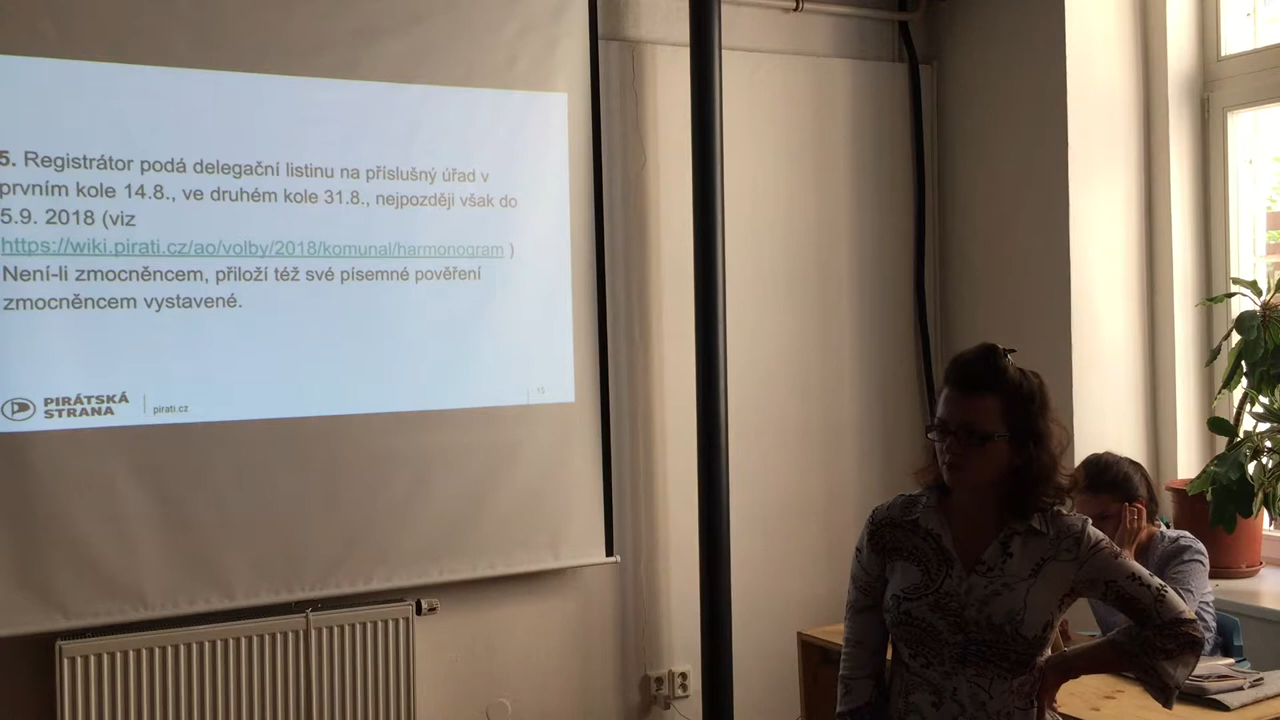 5. Registrátor podá delegační listinu na příslušný úřad v
prvním kole 14.8., ve druhém kole 31.8., nejpozději však do
5.9. 2018 (viz
https://wiki.pirati.cz/ao/volby/2018/komunal/harmonogram )
Není-li zmocněncem, přiloží též své písemné pověření
zmocněncem vystavené.
PIRÁTSKÁ
STRANA
pirati.cz